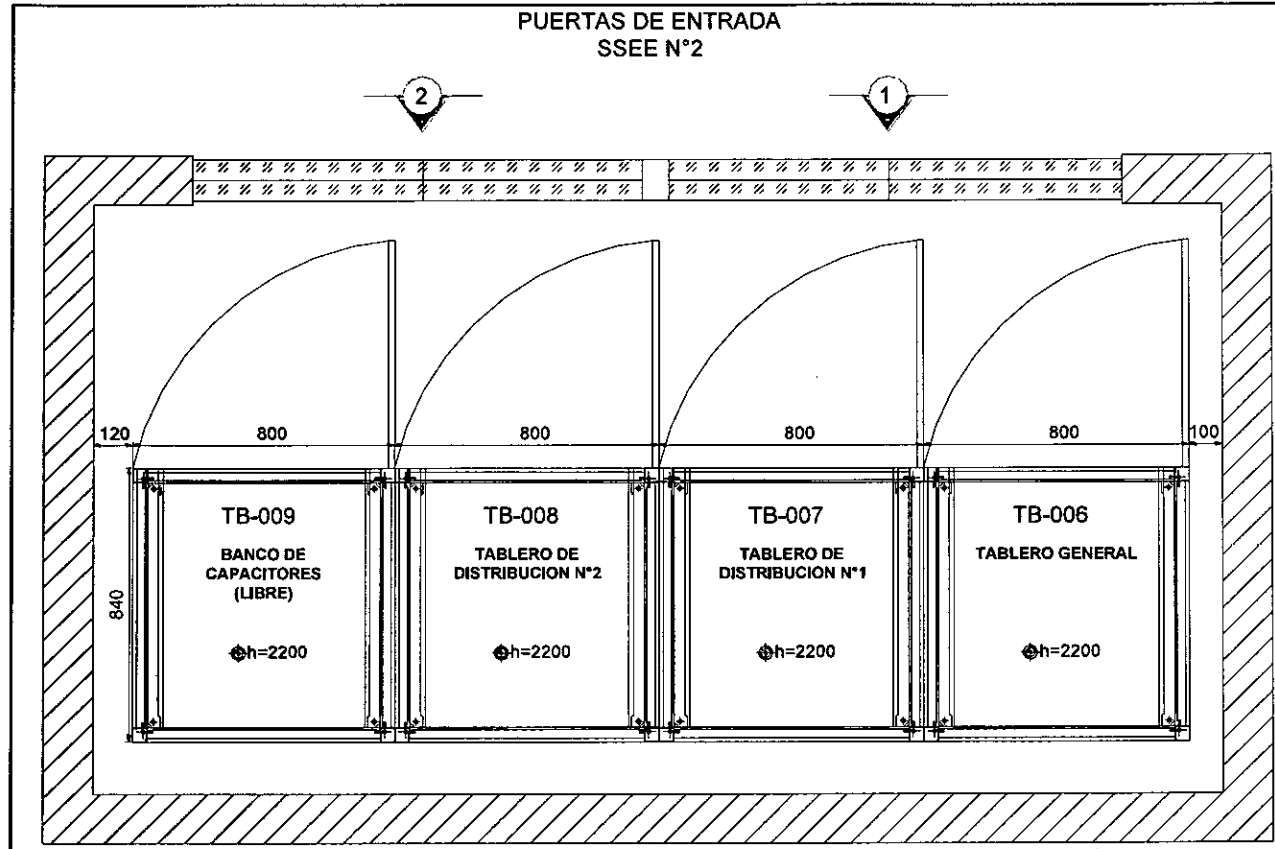 PUERTAS DE ENTRADA
SSEE N°2
2
1
120
800
800
800
800
100
840
TB-009
BANCO DE
CAPACITORES
(LIBRE)
h=2200
TB-008
TABLERO DE
DISTRIBUCION N°2
h=2200
TB-007
TABLERO DE
DISTRIBUCION N°1
h=2200
TB-006
TABLERO GENERAL
h=2200